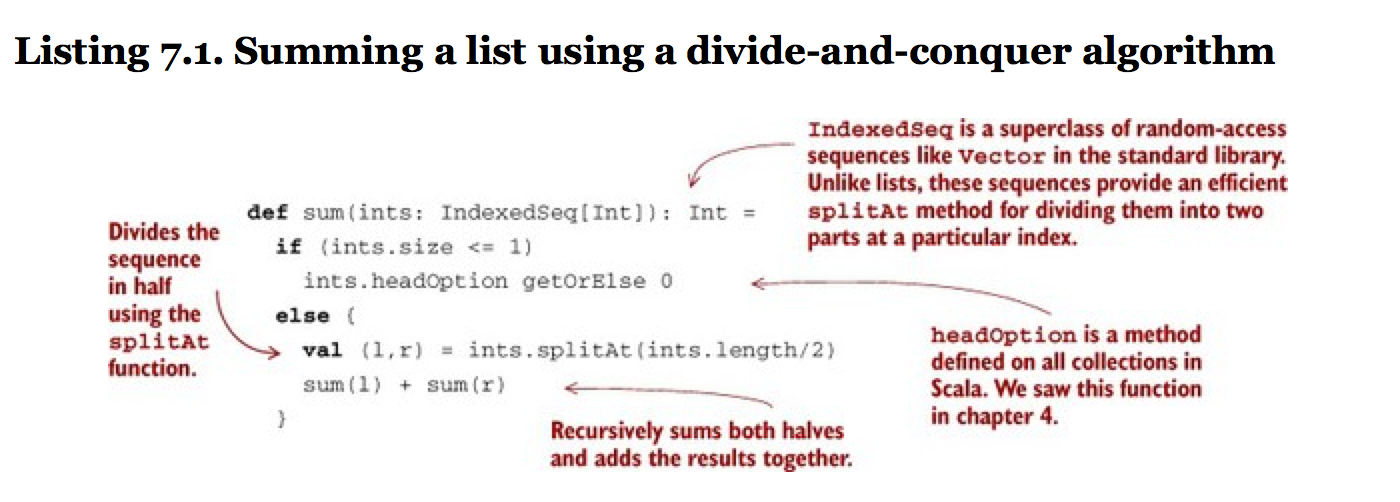 Listing 7.1. Summing a list using a divide-and-conquer algorithm
IndexedSeq is a superclass of random-access
sequences like Vector in the standard library.
Unlike lists, these sequences provide an efficient
splitAt method for dividing them into two
parts at a particular index.
def sum(ints: IndexedSeq[Int]): Int =
if (ints.size <= 1)
ints.headOption getOrElse 0
else {
val (l,r) = ints.splitAt(ints.length/2)
sum(l) + sum(r)
}
Divides the
sequence
in half
using the
splitAt
function.
headOption is a method
defined on all collections in
Scala. We saw this function
in chapter 4.
Recursively sums both halves
and adds the results together.